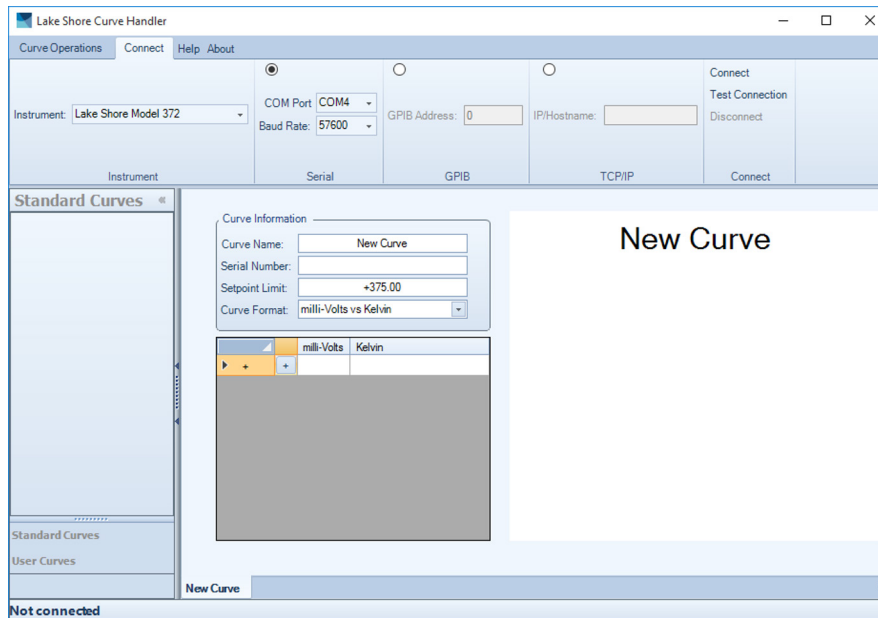 Lake Shore Curve Handler
Curve Operations Connect Help About
Instrument: Lake Shore Model 372
COM Port COM4
Baud Rate: 57600
GPIB Address: 0
IP/Hostname:
Connect
Test Connection
Disconnect
Instrument Serial GPIB TCP/IP Connect
Standard Curves «
Curve Information
Curve Name: New Curve
Serial Number:
Setpoint Limit: +375.00
Curve Format: milli-Volts vs Kelvin
New Curve
milli-Volts Kelvin
+ +
Standard Curves
User Curves
New Curve
Not connected